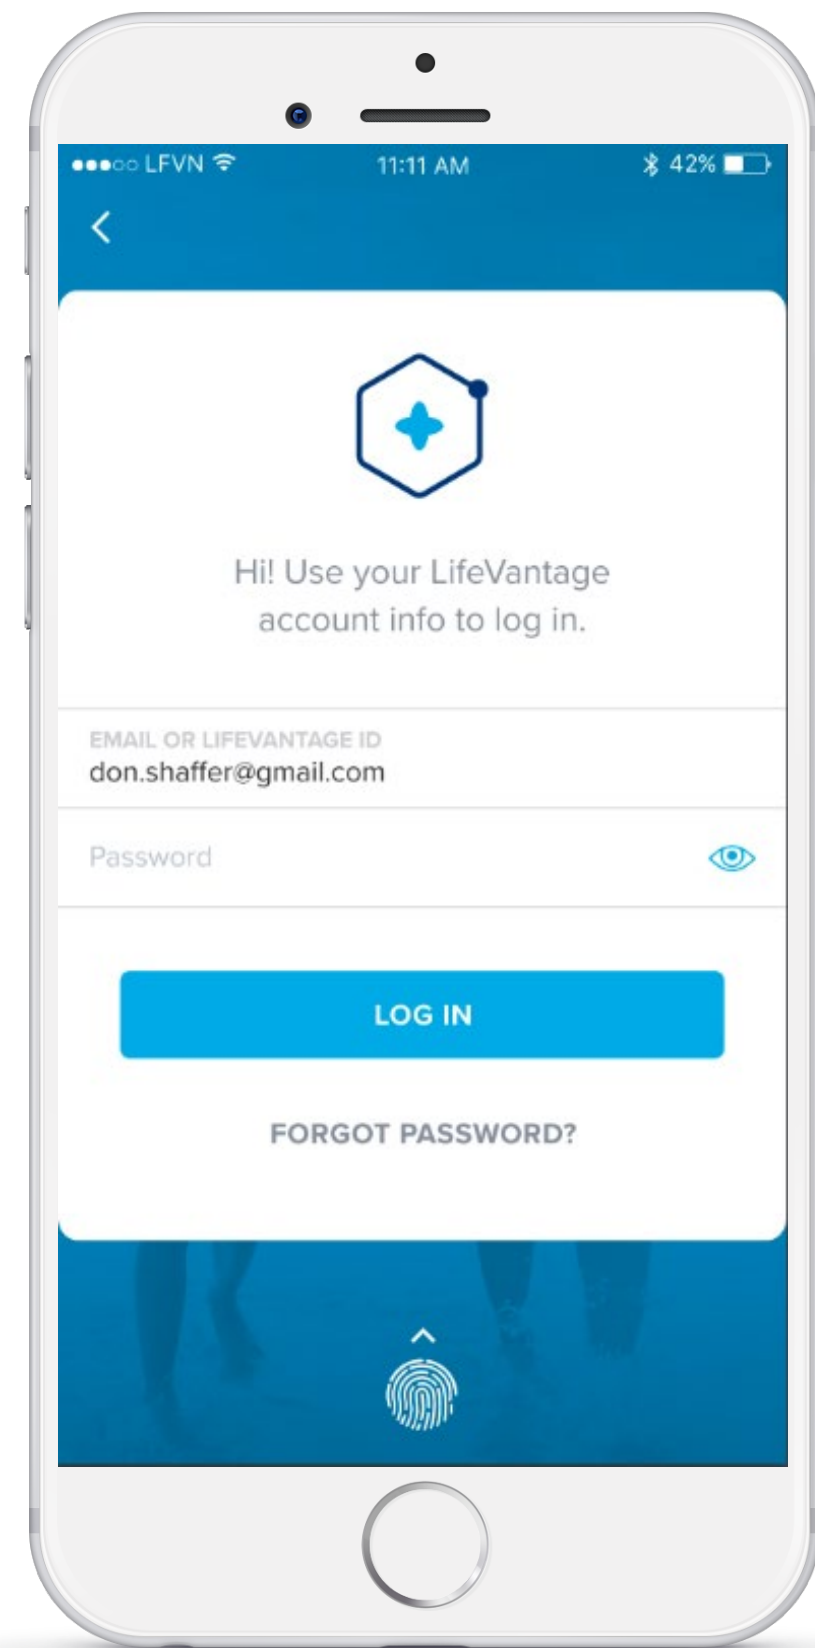 LFVN
11:11 AM
42%
Hi! Use your LifeVantage
account info to log in.
EMAIL OR LIFEVANTAGE ID
don.shaffer@gmail.com
Password
LOG IN
FORGOT PASSWORD?